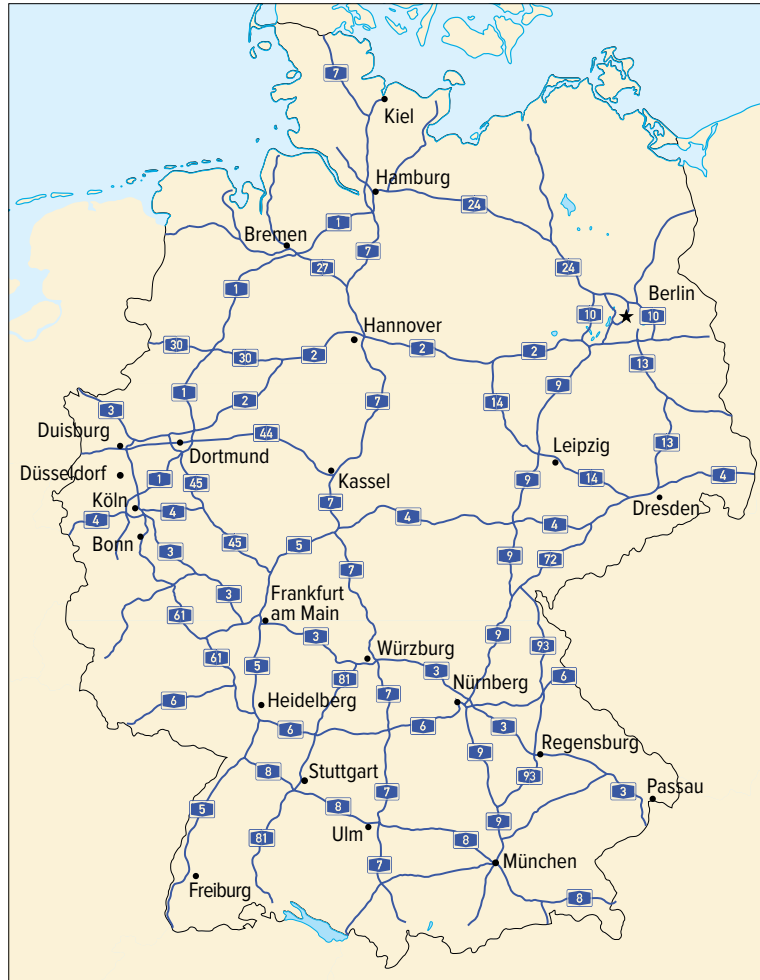 7
Kiel
Hamburg
24
1
Bremen
7
27
24
1
Berlin
10
10
Hannover
30
30
2
2
2
13
9
1
2
7
14
3
44
13
Duisburg
Dortmund
Leipzig
Düsseldorf
1
45
Kassel
9
14
4
Köln
7
Dresden
4
4
4
4
Bonn
45
5
3
9
72
7
3
Frankfurt
am Main
61
3
9
93
61
5
Würzburg
3
81
6
7
Nürnberg
6
Heidelberg
6
6
3
9
Regensburg
8
Stuttgart
93
7
3
Passau
5
8
9
81
Ulm
8
7
München
Freiburg
8